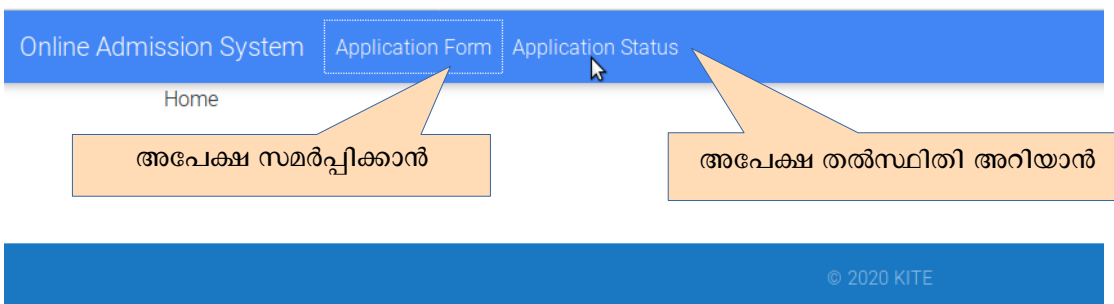 Online Admission System Application Form Application Status
Home
അപേക്ഷ സമർപ്പിക്കാൻ
അപേക്ഷ തൽസ്ഥിതി അറിയാൻ
© 2020 KITE